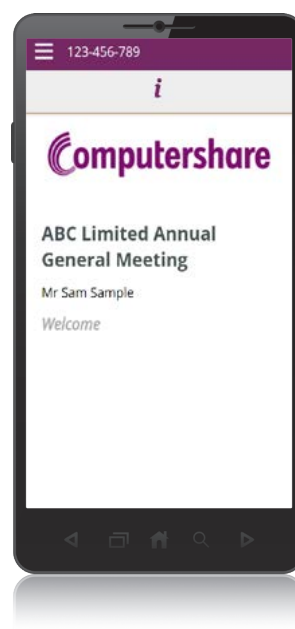 123-456-789
i
Computershare
ABC Limited Annual
General Meeting
Mr Sam Sample
Welcome